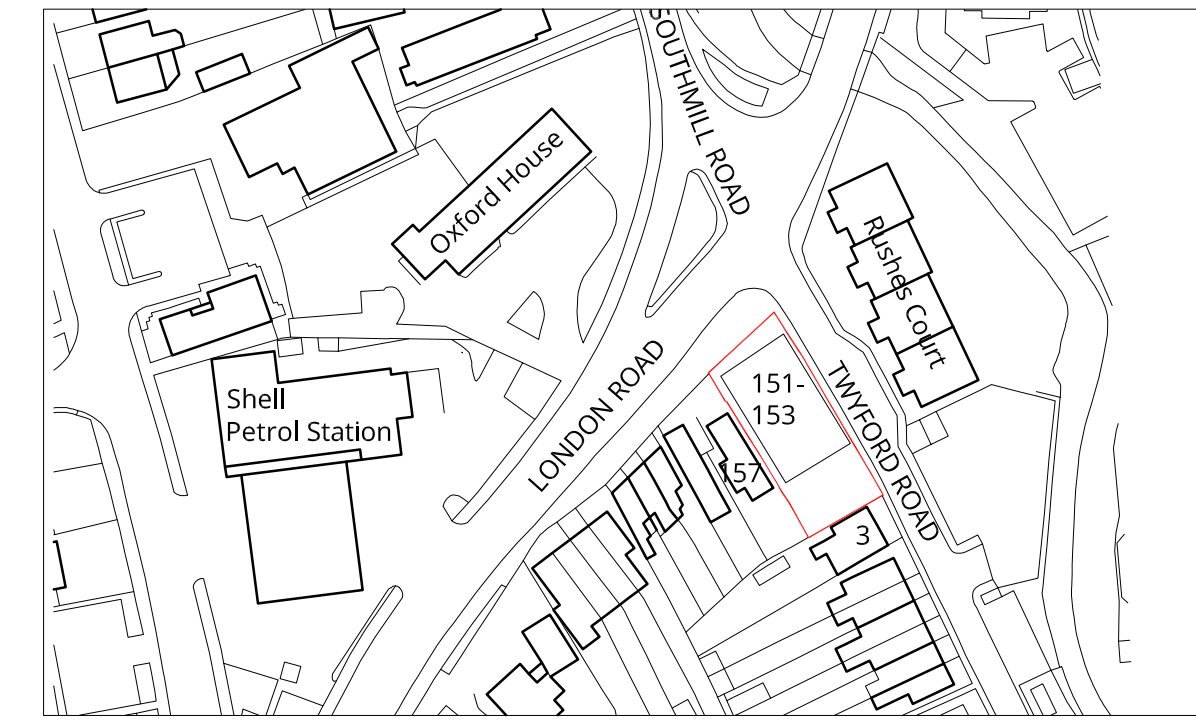 SOUTHMILL ROAD
Oxford House
Rushes Court
LONDON ROAD
TWYFORD ROAD
151-
153
Shell
Petrol Station
157
3